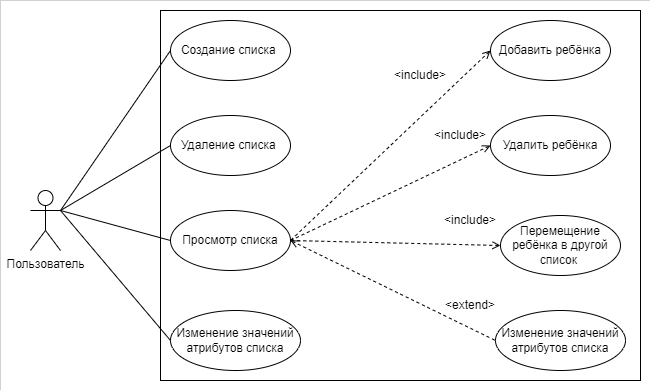 Создание списка
Добавить ребёнка
<include>
Удаление списка
<include>
Удалить ребёнка
Просмотр списка
<include>
Перемещение
ребёнка в другой
список
Пользователь
<extend>
Изменение значений
атрибутов списка
Изменение значений
атрибутов списка